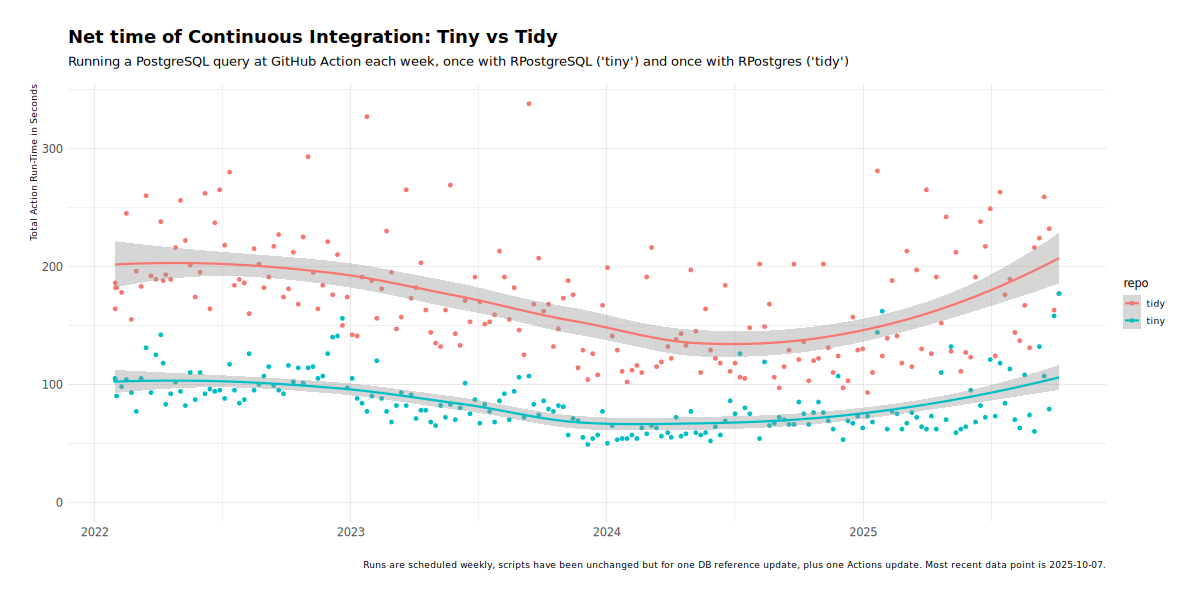 Net time of Continuous Integration: Tiny vs Tidy
Running a PostgreSQL query at GitHub Action each week, once with RPostgreSQL ('tiny') and once with RPostgres ('tidy')
Total Action Run-Time in Seconds
300
200
100
0
2022
2023
2024
2025
repo
tidy
tiny
Runs are scheduled weekly, scripts have been unchanged but for one DB reference update, plus one Actions update. Most recent data point is 2025-10-07.